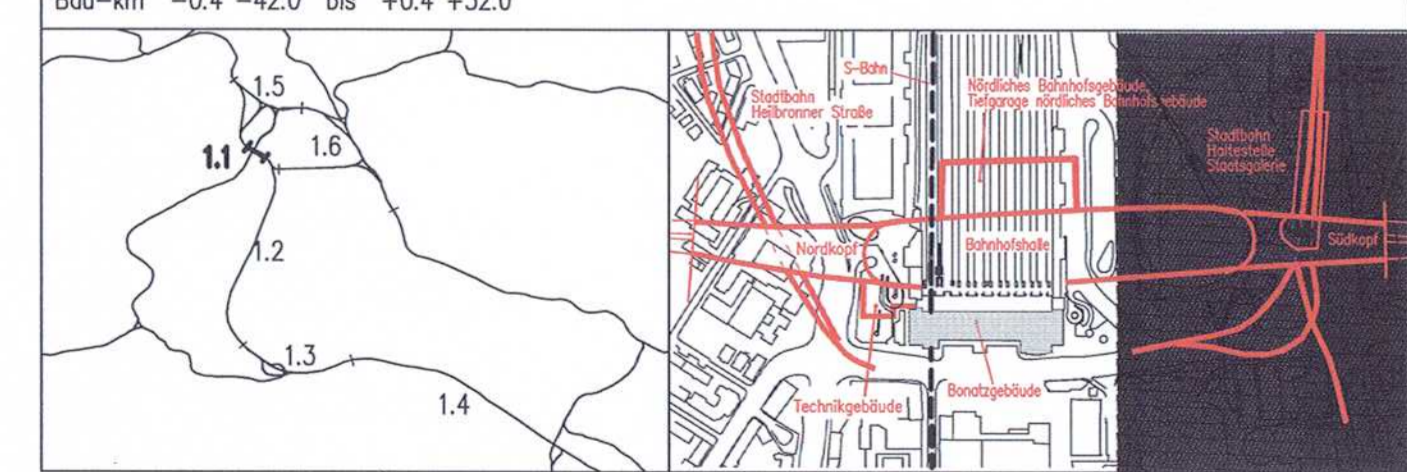 Bau-km -0.4 -42.0 bis +0.4 +32.0
1.5
1.6
1.1
1.2
1.3
1.4
S-Bahn
Stadtbahn
Heilbronner Straße
Nördliches Bahnhofsgebäude,
Tiefgarage nördliches Bahnhofsgebäude
Stadtbahn
Haltestelle
Staatsgalerie
Nordkopf
Bahnhofshalle
Südkopf
Technikgebäude
Bonatzgebäude